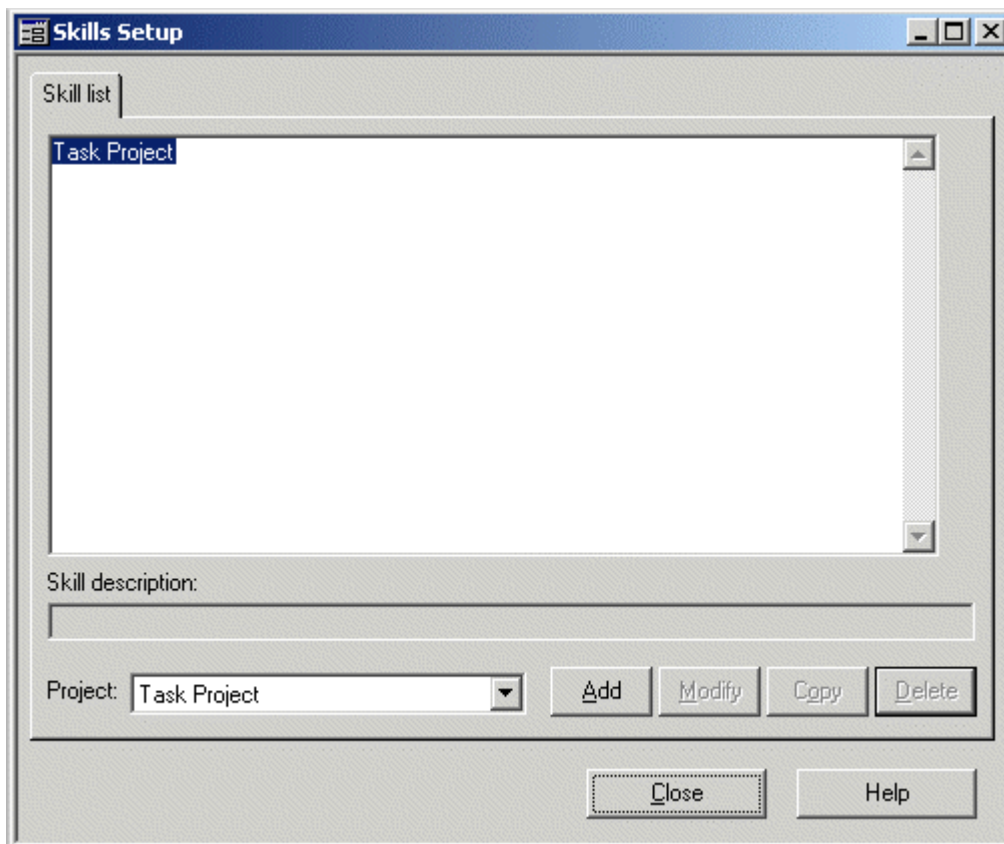 Skills Setup
Skill list
Task Project
Skill description:
Project: Task Project Add Modify Copy Delete
Close Help